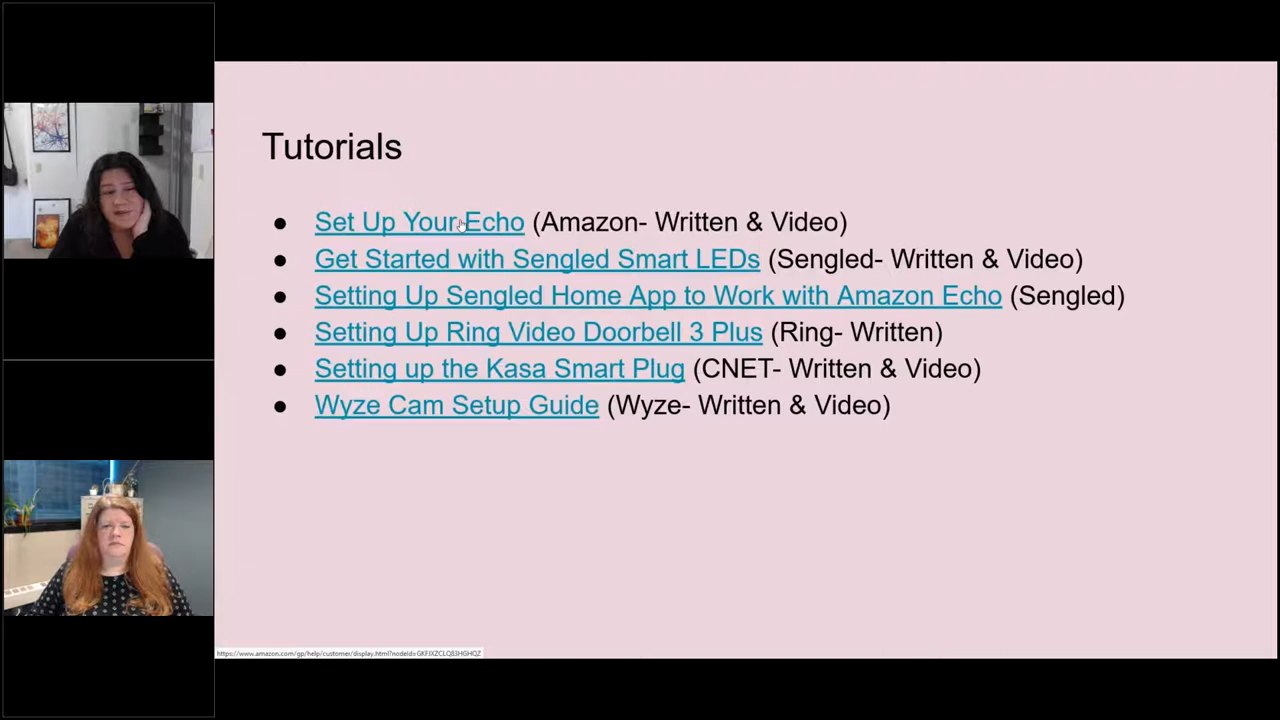 Tutorials
● Set Up Your Echo (Amazon- Written & Video)
● Get Started with Sengled Smart LEDs (Sengled- Written & Video)
● Setting Up Sengled Home App to Work with Amazon Echo (Sengled)
● Setting Up Ring Video Doorbell 3 Plus (Ring- Written)
● Setting up the Kasa Smart Plug (CNET- Written & Video)
● Wyze Cam Setup Guide (Wyze- Written & Video)